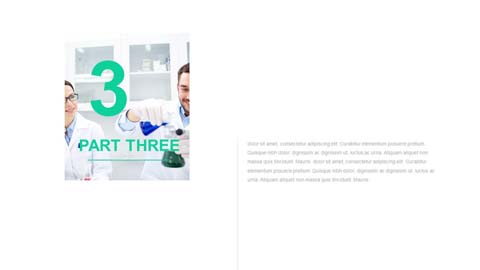 3
PART THREE
dolor sit amet, consectetur adipiscing elit. Curabitur elementum posuere pretium.
Quisque nibh dolor, dignissim ac dignissim ut, luctus ac urna. Aliquam aliquet non
massa quis tincidunt. Mauris dolor sit amet, consectetur adipiscing elit. Curabitur
elementum posuere pretium. Quisque nibh dolor, dignissim ac dignissim ut, luctus ac
urna. Aliquam aliquet non massa quis tincidunt. Mauris